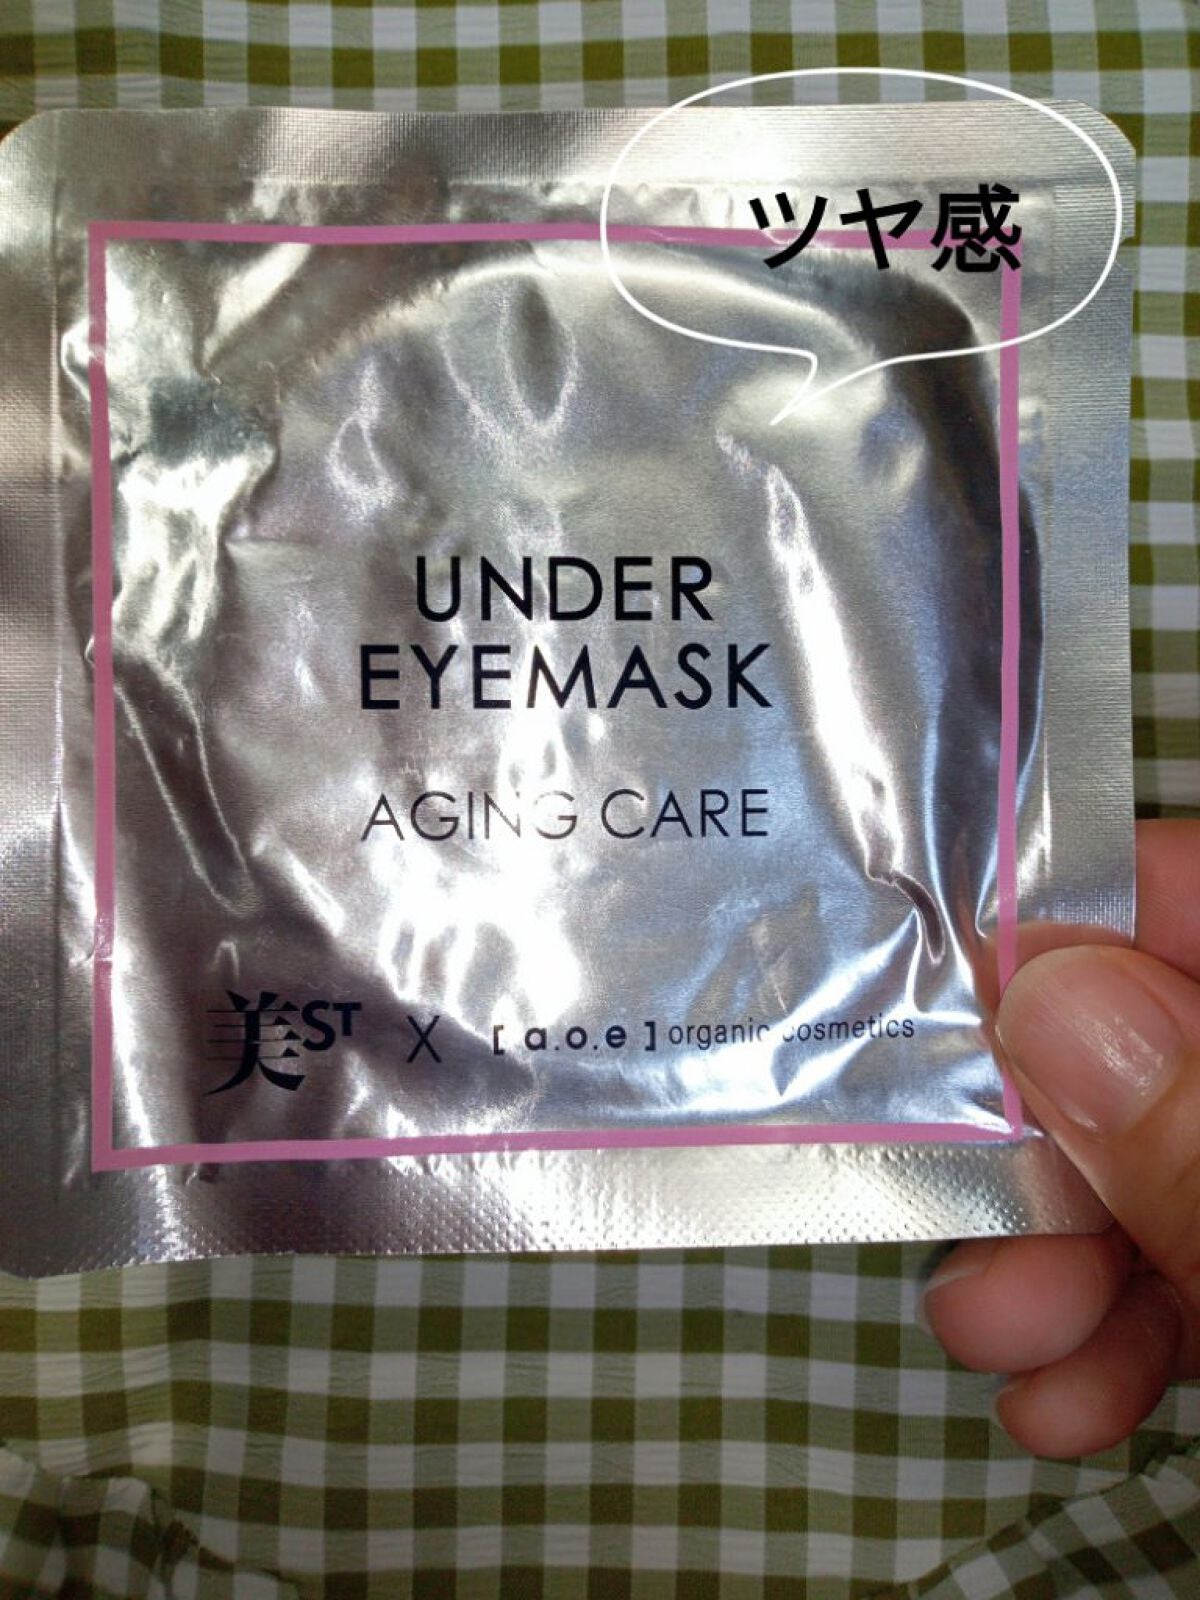 ツヤ感
UNDER
EYEMASK
AGING CARE
美ST X [ a.o.e ] organic cosmetics